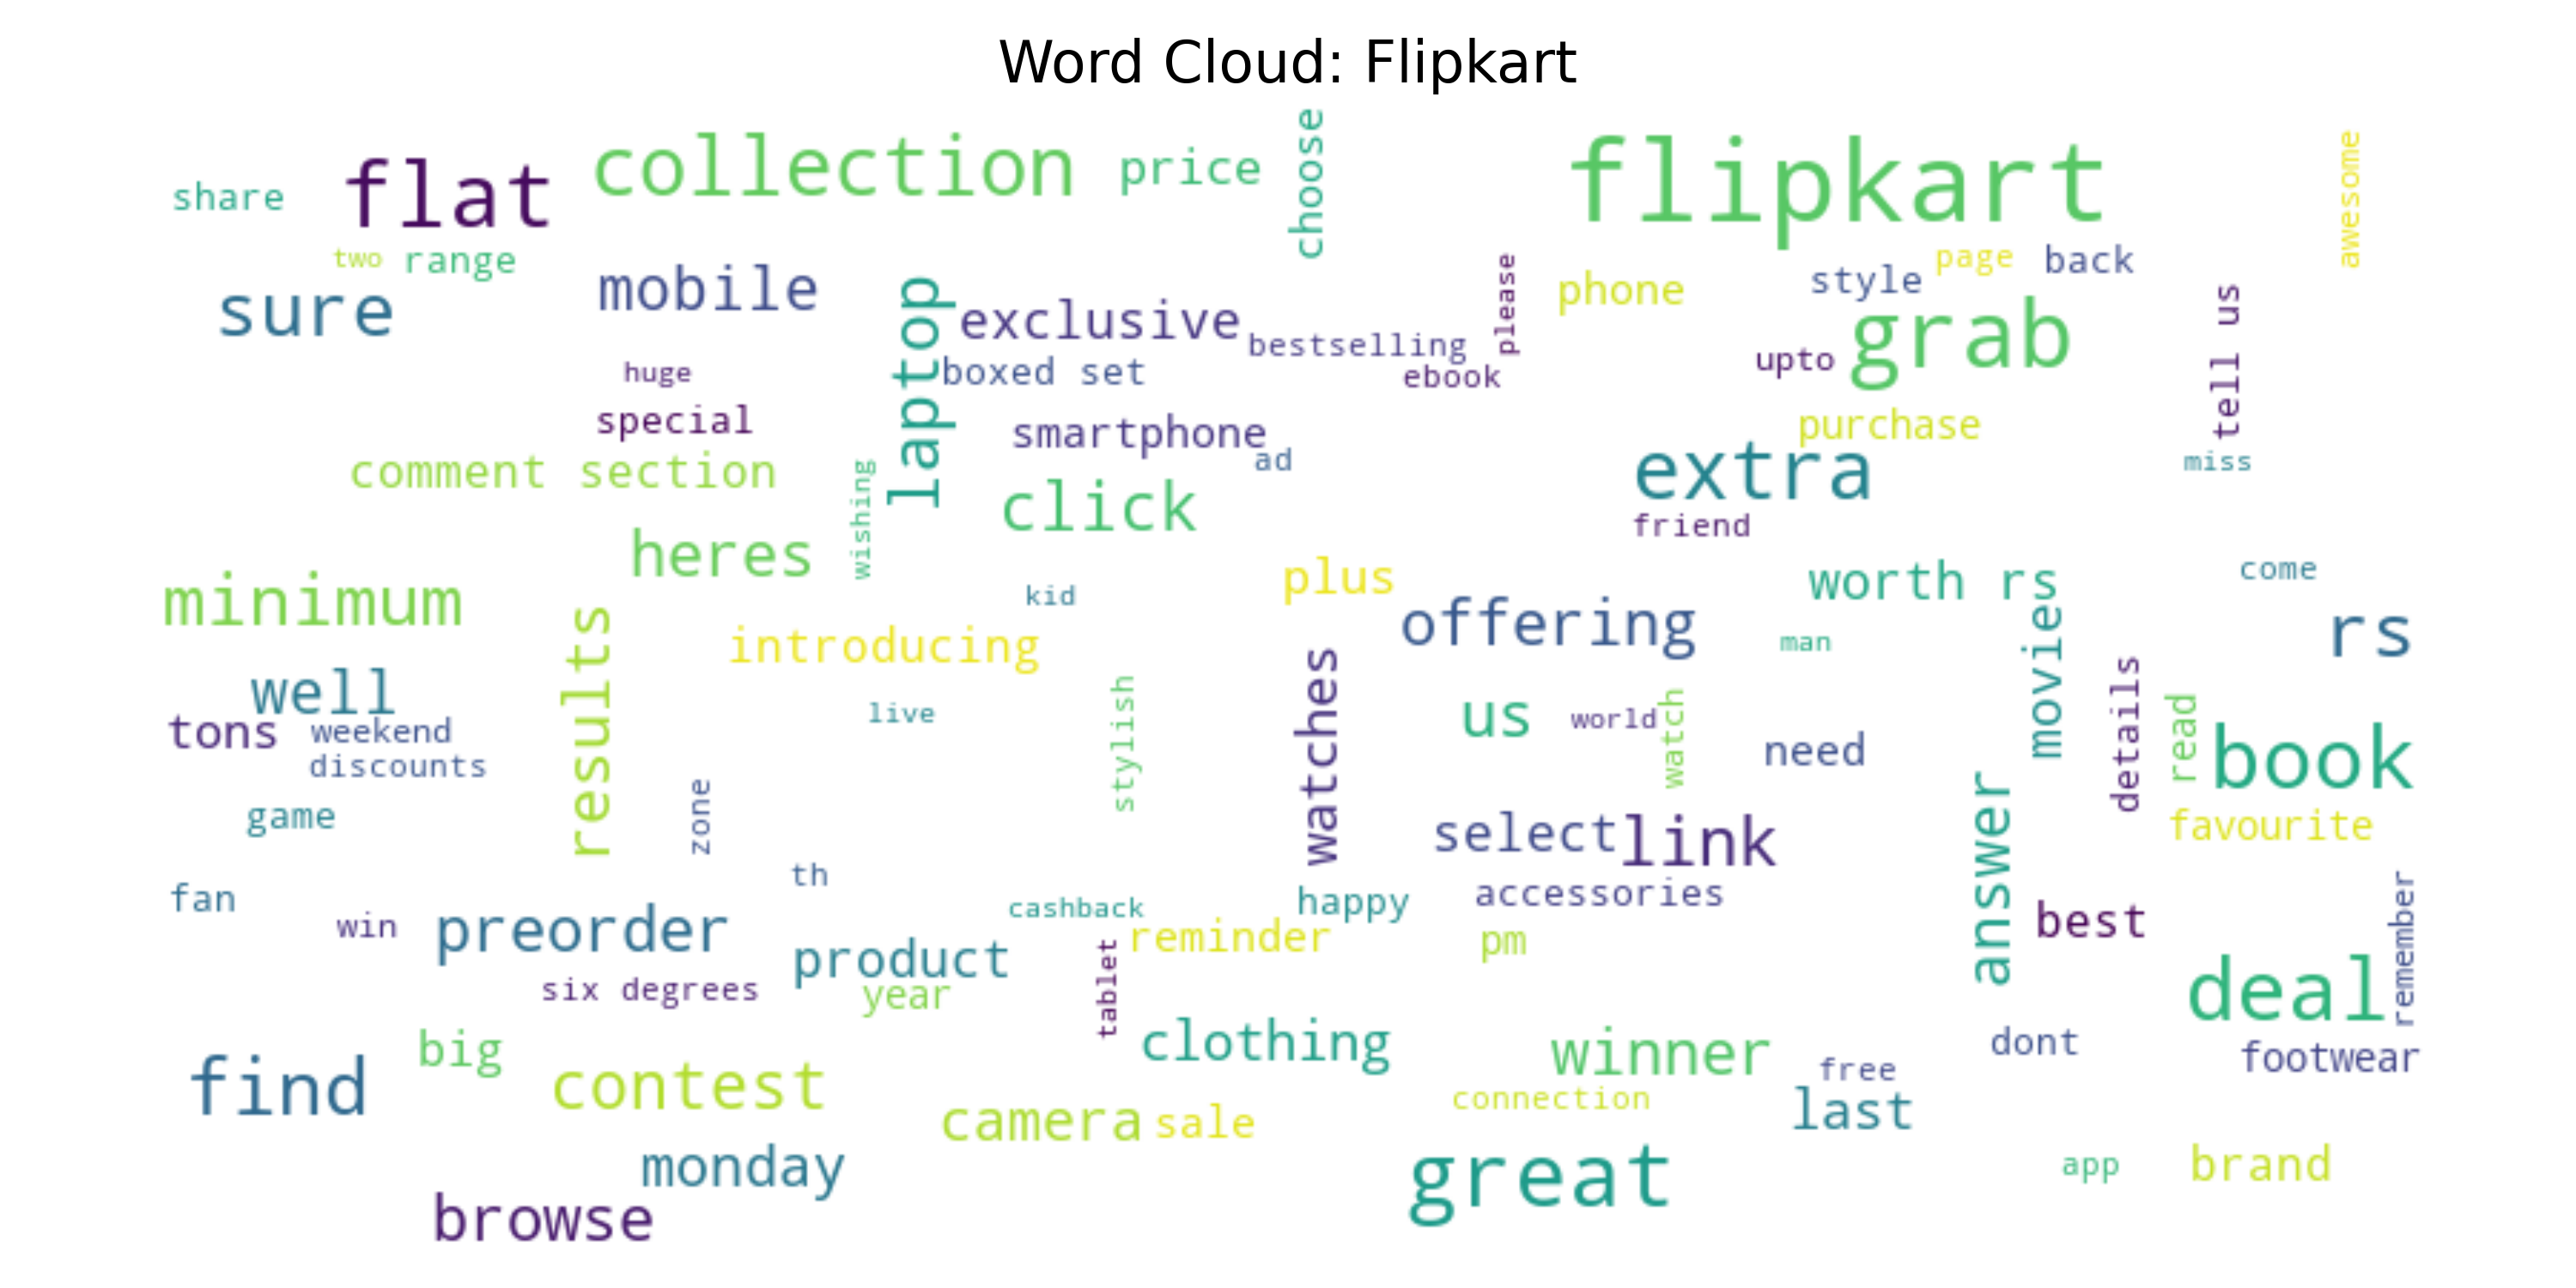 Word Cloud: Flipkart
choose
awesome
collection
flipkart
price
flat
share
two
range
page
back
please
phone
style
mobile
tell us
sure
laptop
exclusive
bestselling
grab
upto
huge
boxed set
ebook
special
smartphone
purchase
ad
miss
comment section
extra
wishing
click
friend
heres
come
plus
worth rs
minimum
kid
offering
man
movie
rs
results
introducing
watches
well
live
stylish
us
world
watch
details
read
tons
weekend
need
book
discounts
game
zone
select
link
answer
favourite
th
fan
cashback
happy
accessories
remember
win
preorder
reminder
pm
best
product
tablet
six degrees
year
deal
big
clothing
winner
dont
footwear
find
contest
free
connection
last
camera
sale
monday
great
app
brand
browse